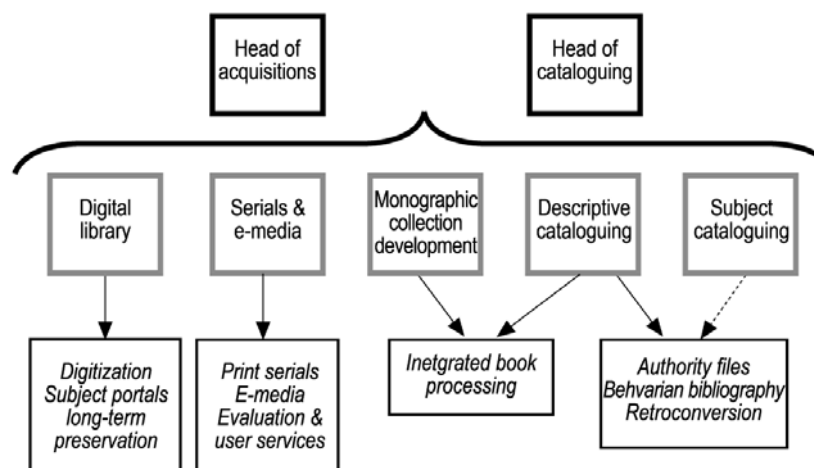 Head of
acquisitions
Head of
cataloguing
Digital
library
Serials &
e-media
Monographic
collection
development
Descriptive
cataloguing
Subject
cataloguing
Digitization
Subject portals
long-term
preservation
Print serials
E-media
Evaluation &
user services
Inetgrated book
processing
Authority files
Behvarian bibliography
Retroconversion